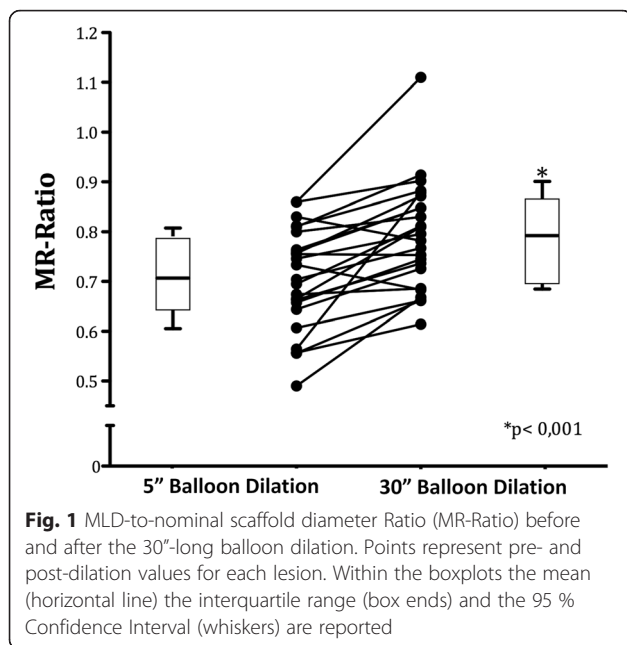 1.2
1.1
1.0
0.9
0.8
0.7
0.6
0.5
0
MR-Ratio
*
*p< 0,001
5” Balloon Dilation 30” Balloon Dilation
Fig. 1 MLD-to-nominal scaffold diameter Ratio (MR-Ratio) before
and after the 30”-long balloon dilation. Points represent pre- and
post-dilation values for each lesion. Within the boxplots the mean
(horizontal line) the interquartile range (box ends) and the 95 %
Confidence Interval (whiskers) are reported